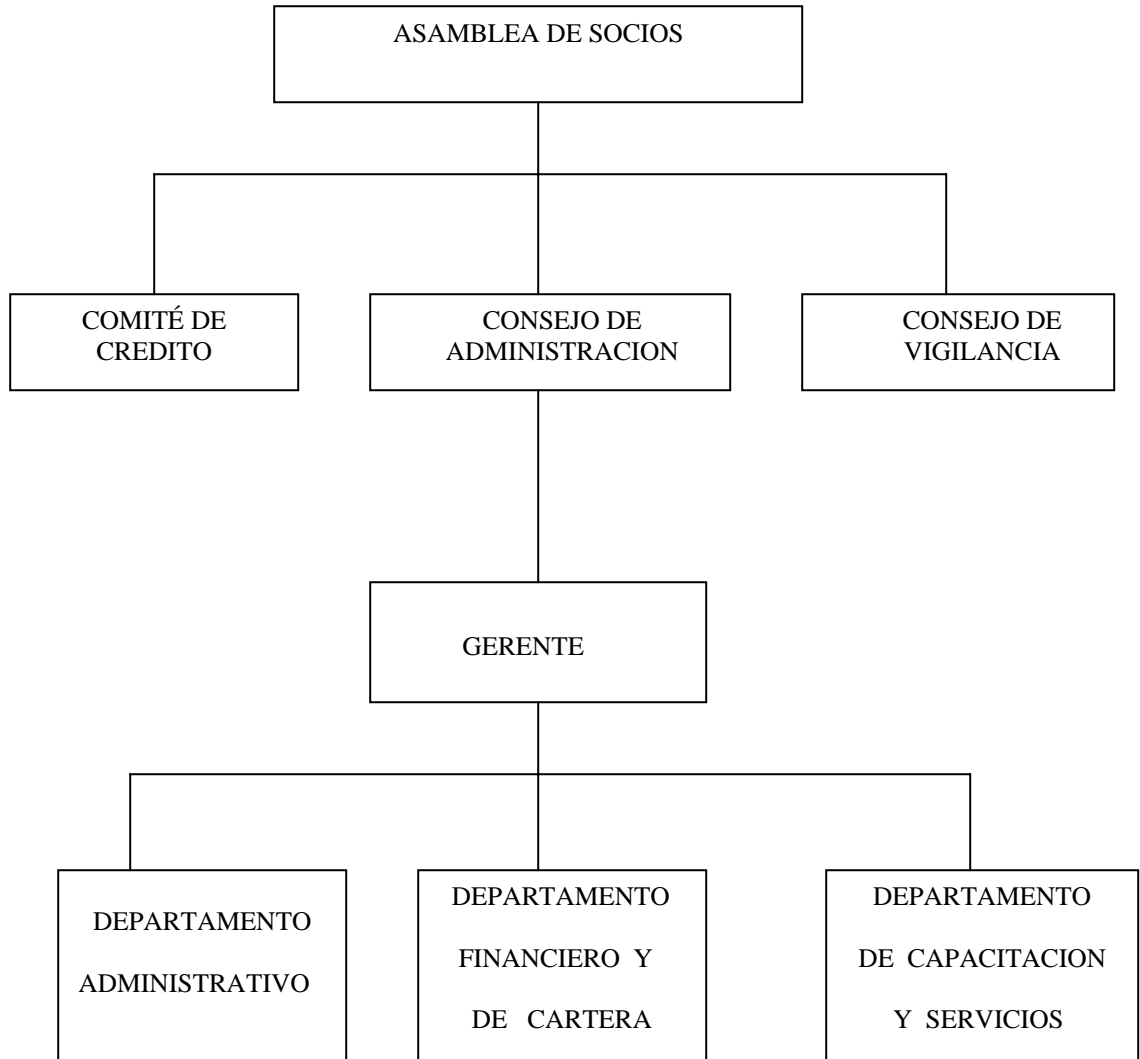 ASAMBLEA DE SOCIOS
COMITÉ DE
CREDITO
CONSEJO DE
ADMINISTRACION
CONSEJO DE
VIGILANCIA
GERENTE
DEPARTAMENTO
ADMINISTRATIVO
DEPARTAMENTO
FINANCIERO Y
DE CARTERA
DEPARTAMENTO
DE CAPACITACION
Y SERVICIOS